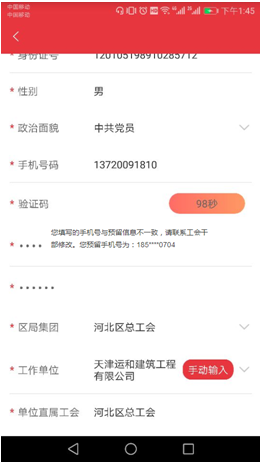 中国移动
中国移动
下午1:45
* 身份证号 120105198910285712
* 性别 男
* 政治面貌 中共党员
* 手机号码 13720091810
* 验证码 98秒
您填写的手机号与预留信息不一致，请联系工会干
* •••• 部修改。您预留手机号为：185****0704
* ••••••
* 区局集团 河北区总工会
* 工作单位 天津运和建筑工程 手动输入
有限公司
* 单位直属工会 河北区总工会